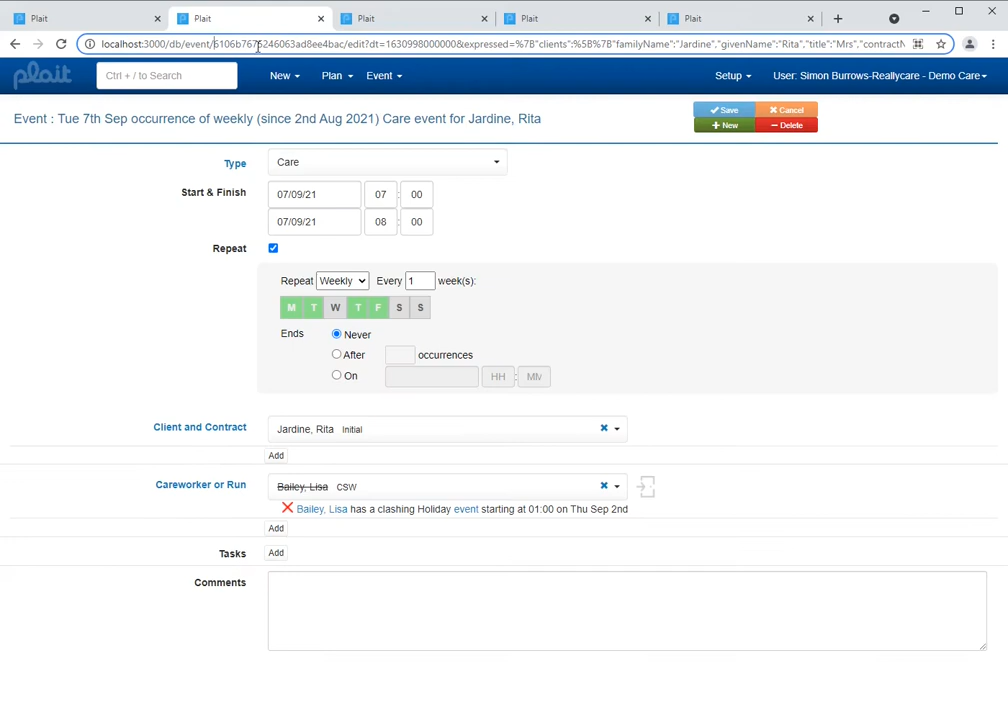 Plait Plait Plait Plait Plait
localhost:3000/db/event/6106b7676246063ad8ee4bac/edit?dt=1630998000000&expressed=%7B"clients":%5B%7B"familyName":"Jardine","givenName":"Rita","title":"Mrs","contractN
plait Ctrl + / to Search New Plan Event Setup User: Simon Burrows-Reallycare - Demo Care
Event : Tue 7th Sep occurrence of weekly (since 2nd Aug 2021) Care event for Jardine, Rita
Save Cancel
New Delete
Type Care
Start & Finish 07/09/21 07 : 00
07/09/21 08 : 00
Repeat
Repeat Weekly Every 1 week(s):
M T W T F S S
Ends Never
After occurrences
On HH : MM
Client and Contract Jardine, Rita Initial
Add
Careworker or Run Bailey, Lisa CSW
Bailey, Lisa has a clashing Holiday event starting at 01:00 on Thu Sep 2nd
Add
Tasks Add
Comments